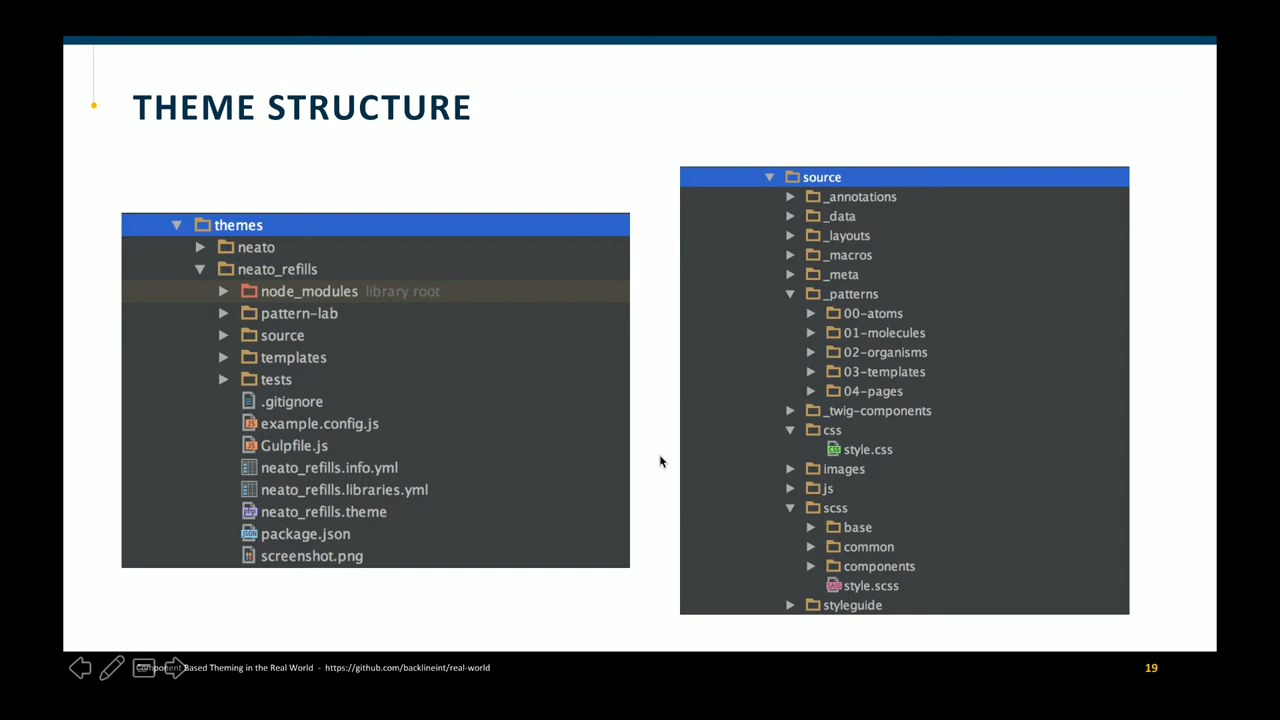 THEME STRUCTURE
themes
neato
neato_refills
node_modules library root
pattern-lab
source
templates
tests
.gitignore
example.config.js
Gulpfile.js
neato_refills.info.yml
neato_refills.libraries.yml
neato_refills.theme
package.json
screenshot.png
source
_annotations
_data
_layouts
_macros
_meta
_patterns
00-atoms
01-molecules
02-organisms
03-templates
04-pages
_twig-components
css
style.css
images
js
scss
base
common
components
style.scss
styleguide
Component Based Theming in the Real World - https://github.com/backlineint/real-world
19